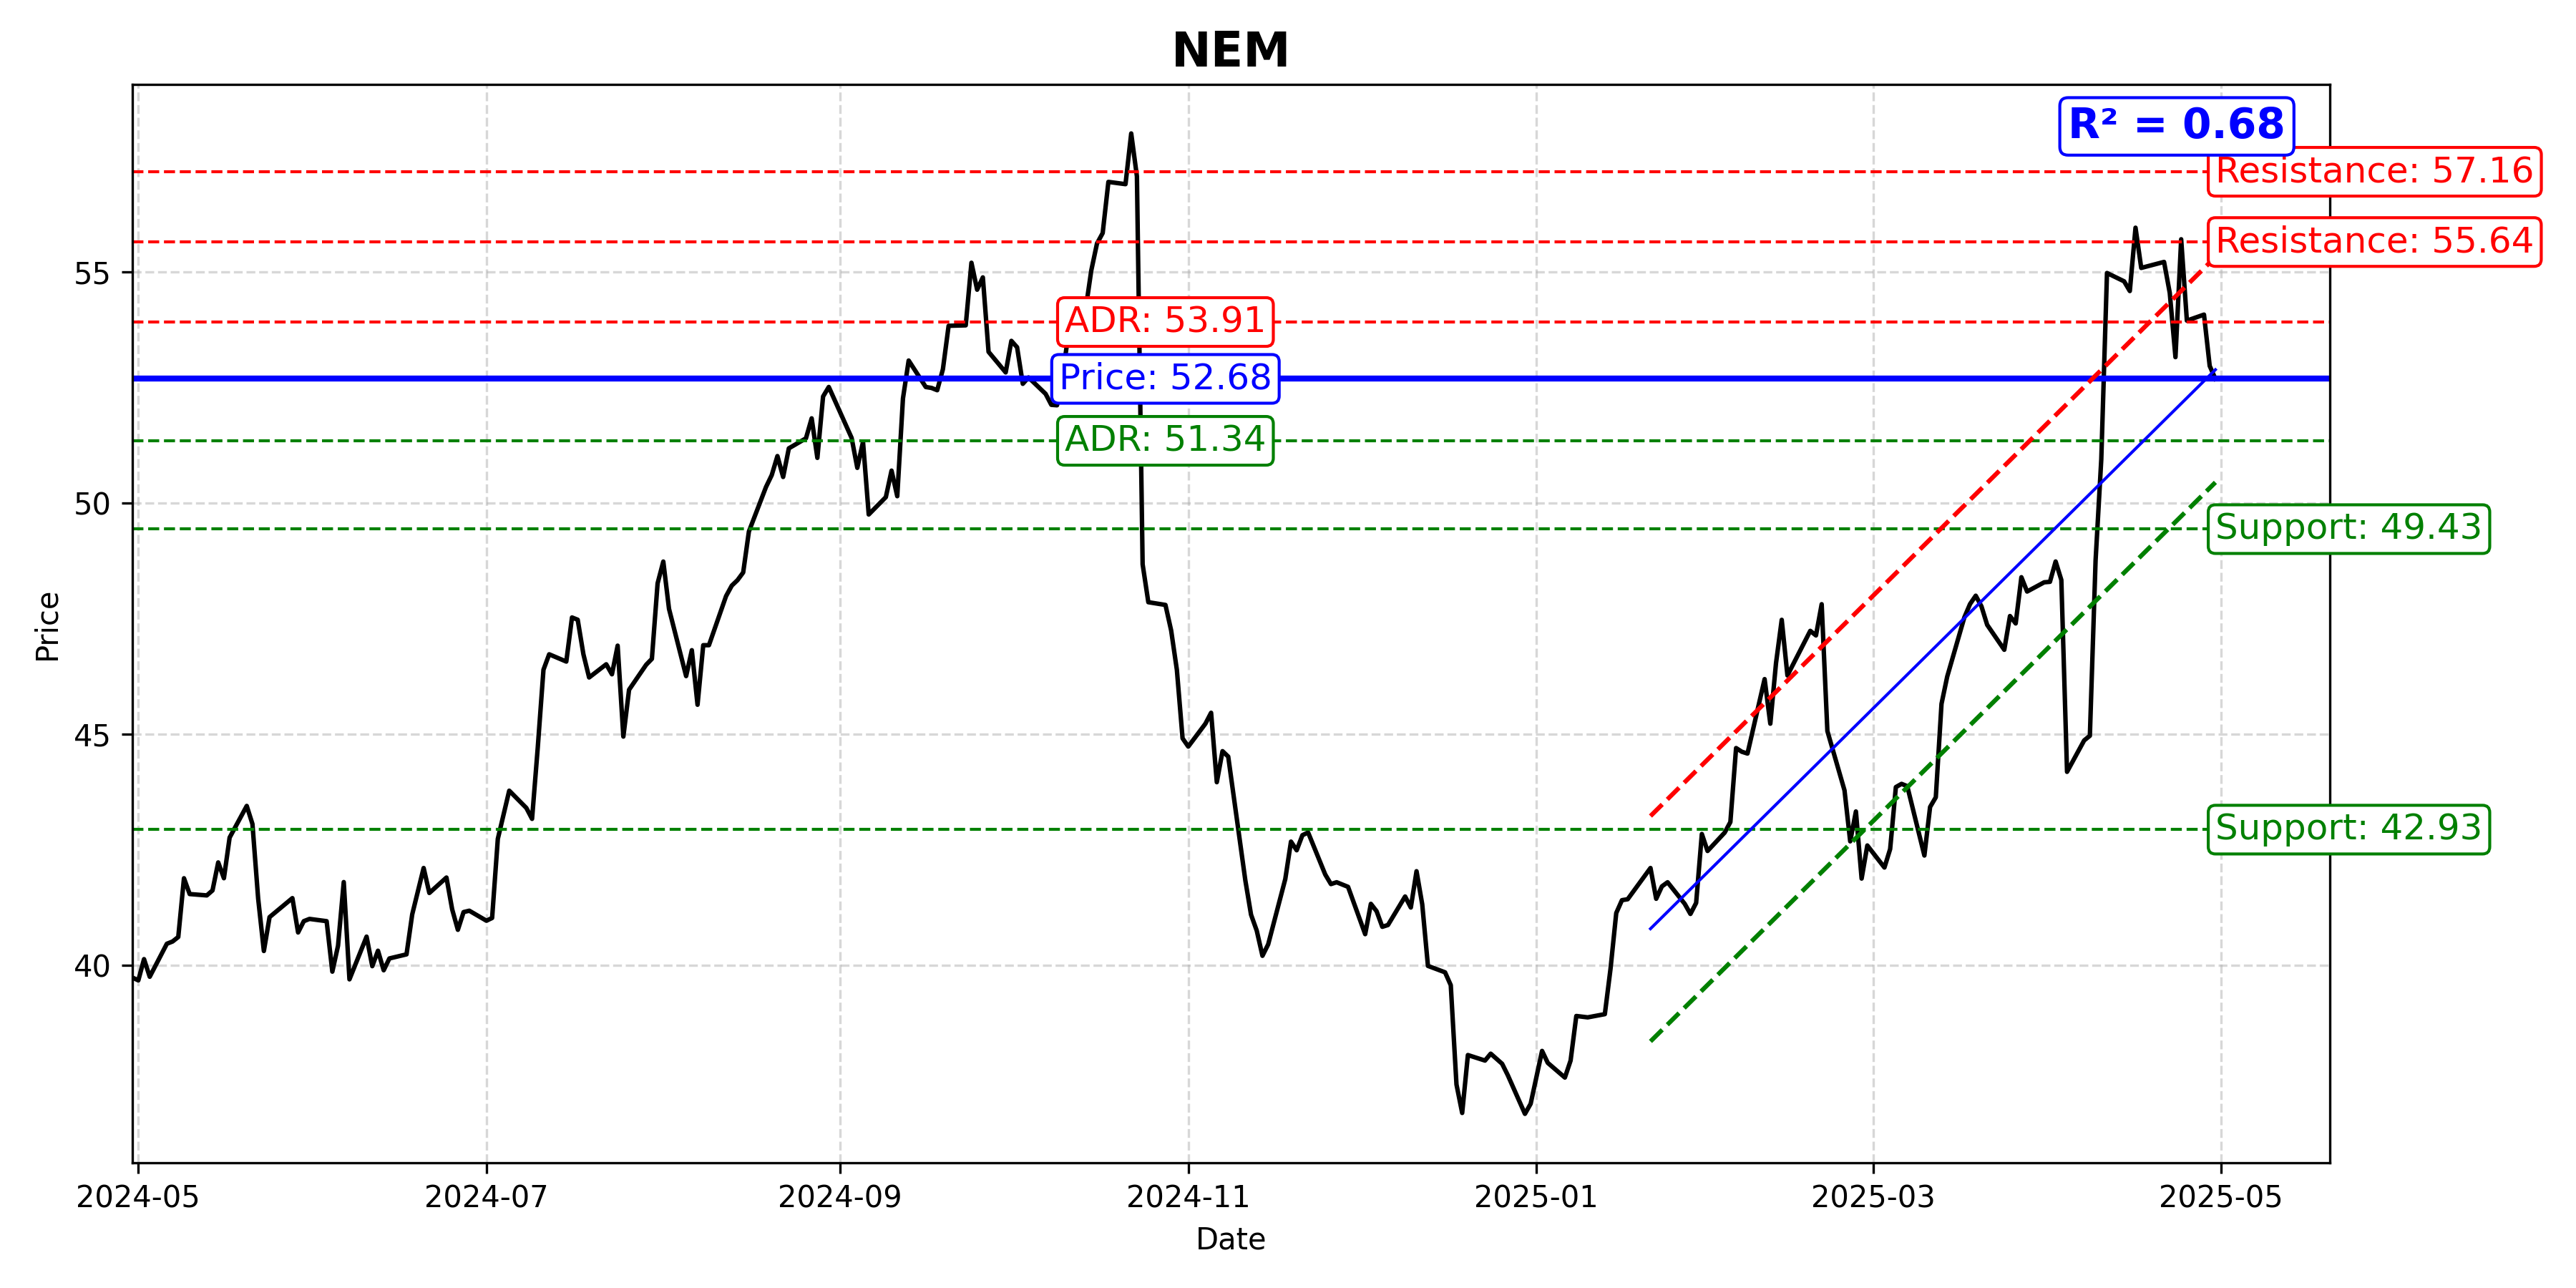 NEM
R² = 0.68
Resistance: 57.16
Resistance: 55.64
55
ADR: 53.91
Price: 52.68
ADR: 51.34
50
Support: 49.43
Price
45
Support: 42.93
40
2024-05
2024-07
2024-09
2024-11
2025-01
2025-03
2025-05
Date